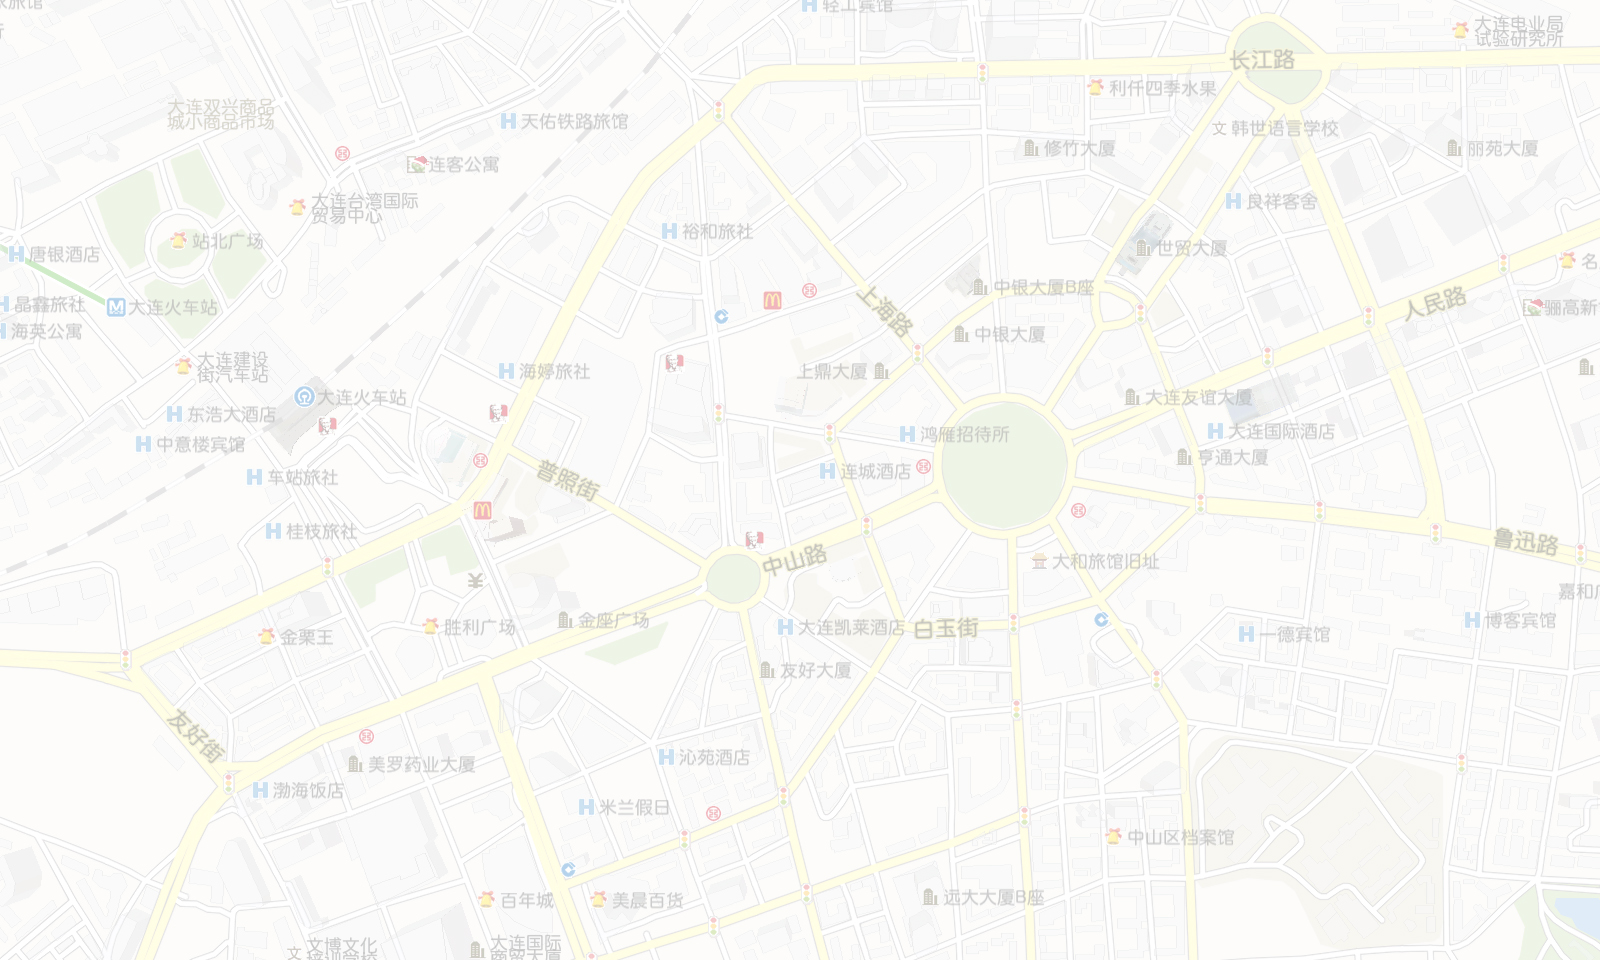 轻工宾馆
大连电业局
试验研究所
长江路
利仟四季水果
大连双兴商品
城小商品市场
天佑铁路旅馆
文 韩世语言学校
修竹大厦
丽苑大厦
连客公寓
大连台湾国际
贸易中心
良祥客舍
裕和旅社
站北广场
世贸大厦
唐银酒店
中银大厦B座
晶鑫旅社
大连火车站
人民路
骊高新
上海路
海英公寓
中银大厦
大连建设
街汽车站
海婷旅社
上鼎大厦
大连火车站
大连友谊大厦
东浩大酒店
鸿雁招待所
大连国际酒店
中意楼宾馆
亨通大厦
车站旅社
普照街
连城酒店
桂枝旅社
鲁迅路
中山路
大和旅馆旧址
¥
嘉和
金座广场
胜利广场
大连凯莱酒店
白玉街
博客宾馆
金栗王
一德宾馆
友好大厦
友好街
沁苑酒店
美罗药业大厦
渤海饭店
米兰假日
中山区档案馆
百年城
美晨百货
远大大厦B座
文 文博文化
培训学校
大连国际
商贸大厦